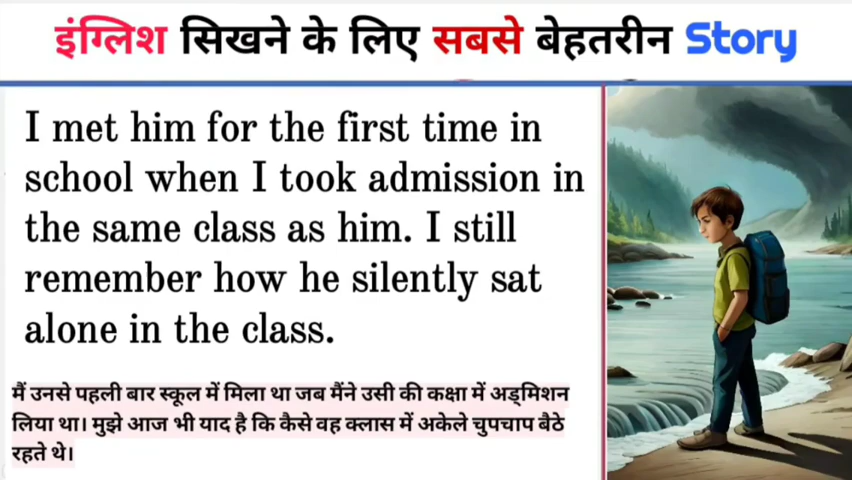 इंग्लिश सिखने के लिए सबसे बेहतरीन Story
I met him for the first time in
school when I took admission in
the same class as him. I still
remember how he silently sat
alone in the class.
मैं उनसे पहली बार स्कूल में मिला था जब मैंने उसी की कक्षा में अड्मिशन
लिया था। मुझे आज भी याद है कि कैसे वह क्लास में अकेले चुपचाप बैठे
रहते थे।